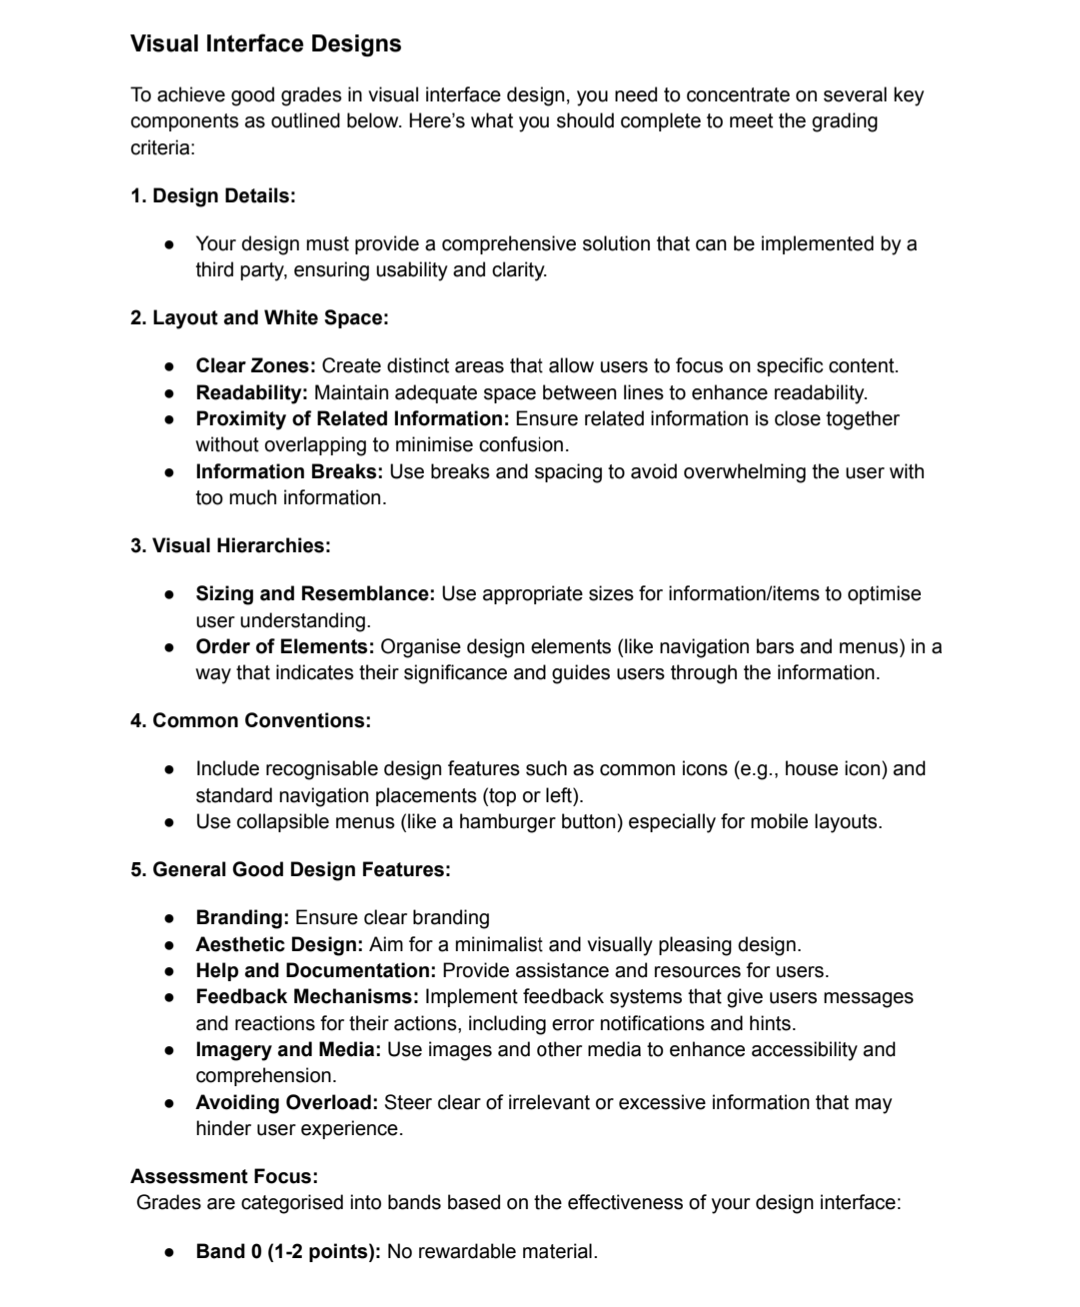 Visual Interface Designs
To achieve good grades in visual interface design, you need to concentrate on several key
components as outlined below. Here’s what you should complete to meet the grading
criteria:
1. Design Details:
● Your design must provide a comprehensive solution that can be implemented by a
third party, ensuring usability and clarity.
2. Layout and White Space:
● Clear Zones: Create distinct areas that allow users to focus on specific content.
● Readability: Maintain adequate space between lines to enhance readability.
● Proximity of Related Information: Ensure related information is close together
without overlapping to minimise confusion.
● Information Breaks: Use breaks and spacing to avoid overwhelming the user with
too much information.
3. Visual Hierarchies:
● Sizing and Resemblance: Use appropriate sizes for information/items to optimise
user understanding.
● Order of Elements: Organise design elements (like navigation bars and menus) in a
way that indicates their significance and guides users through the information.
4. Common Conventions:
● Include recognisable design features such as common icons (e.g., house icon) and
standard navigation placements (top or left).
● Use collapsible menus (like a hamburger button) especially for mobile layouts.
5. General Good Design Features:
● Branding: Ensure clear branding
● Aesthetic Design: Aim for a minimalist and visually pleasing design.
● Help and Documentation: Provide assistance and resources for users.
● Feedback Mechanisms: Implement feedback systems that give users messages
and reactions for their actions, including error notifications and hints.
● Imagery and Media: Use images and other media to enhance accessibility and
comprehension.
● Avoiding Overload: Steer clear of irrelevant or excessive information that may
hinder user experience.
Assessment Focus:
Grades are categorised into bands based on the effectiveness of your design interface:
● Band 0 (1-2 points): No rewardable material.